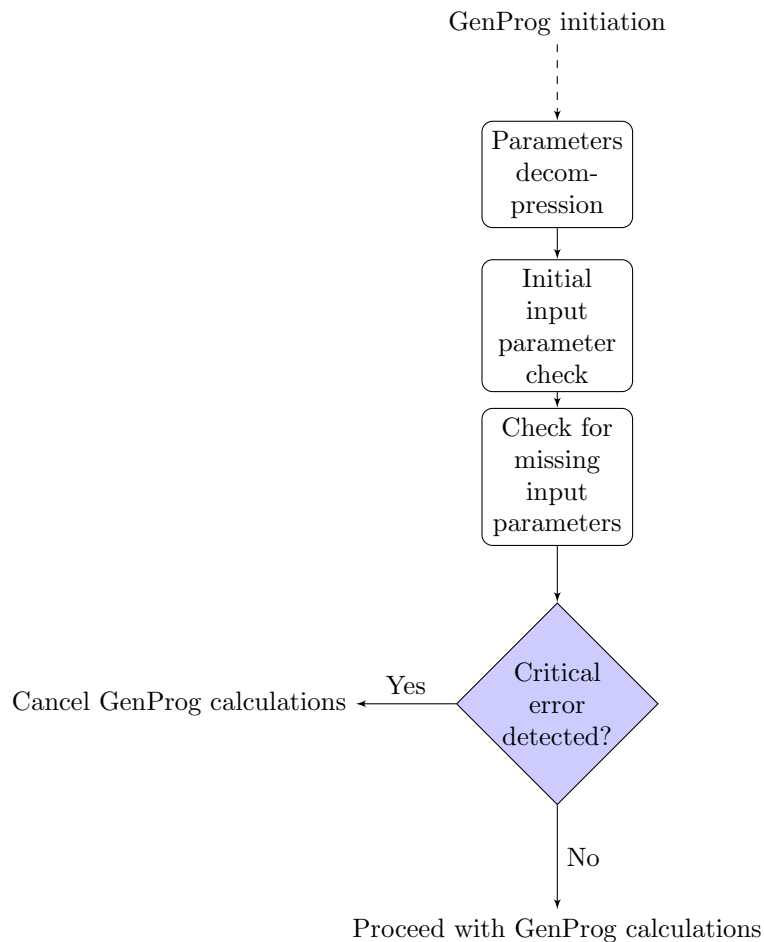 GenProg initiation
Parameters
decom-
pression
Initial
input
parameter
check
Check for
missing
input
parameters
Critical
error
detected?
Yes
Cancel GenProg calculations
No
Proceed with GenProg calculations